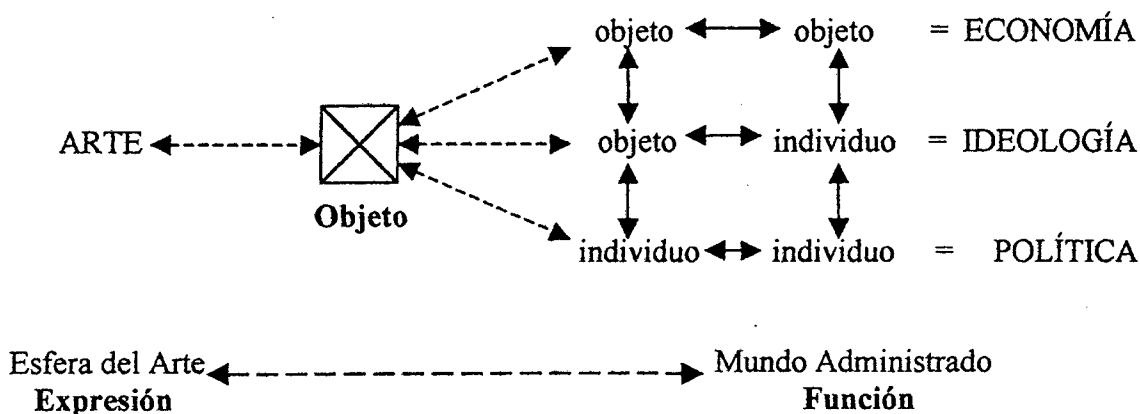 objeto objeto = ECONOMÍA
ARTE objeto individuo = IDEOLOGÍA
Objeto
individuo individuo = POLÍTICA
Esfera del Arte Mundo Administrado
Expresión Función